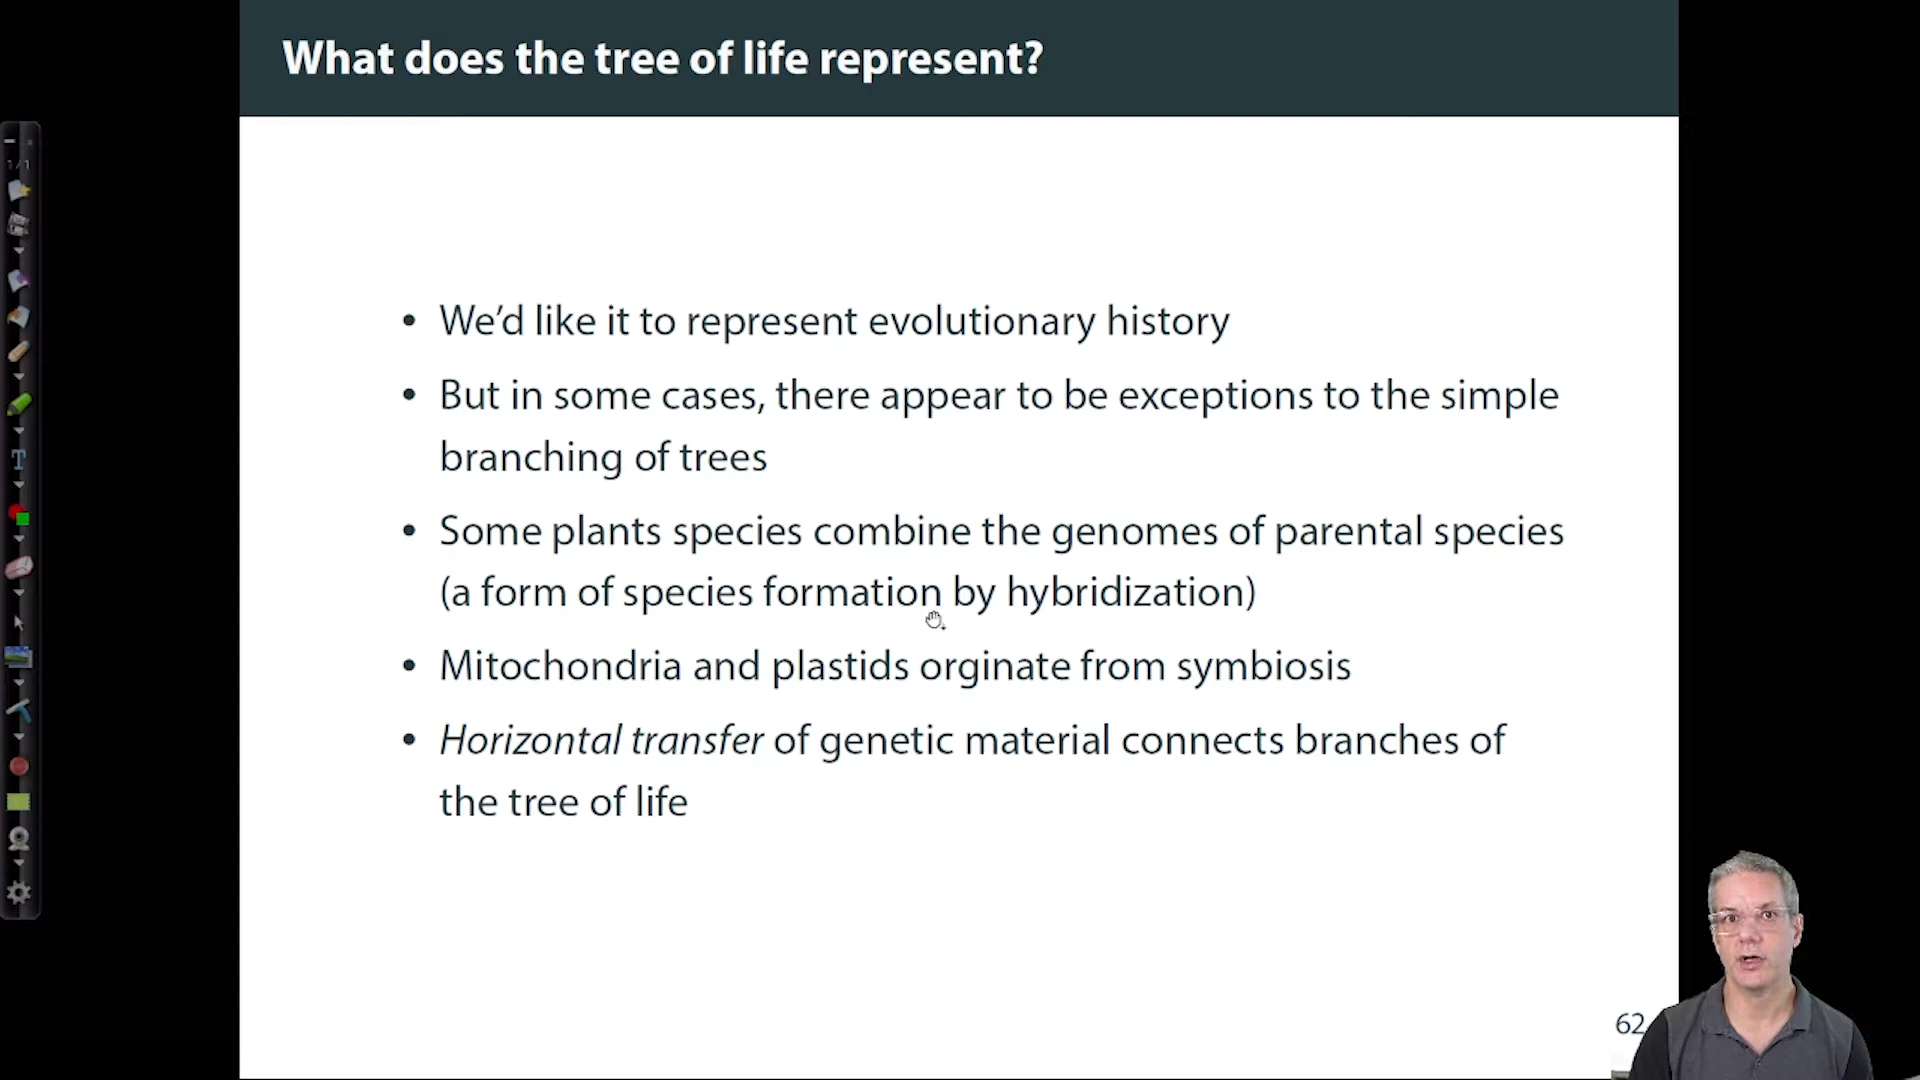 What does the tree of life represent?
1/1
• We’d like it to represent evolutionary history
• But in some cases, there appear to be exceptions to the simple
branching of trees
• Some plants species combine the genomes of parental species
(a form of species formation by hybridization)
• Mitochondria and plastids orginate from symbiosis
• Horizontal transfer of genetic material connects branches of
the tree of life
T
62